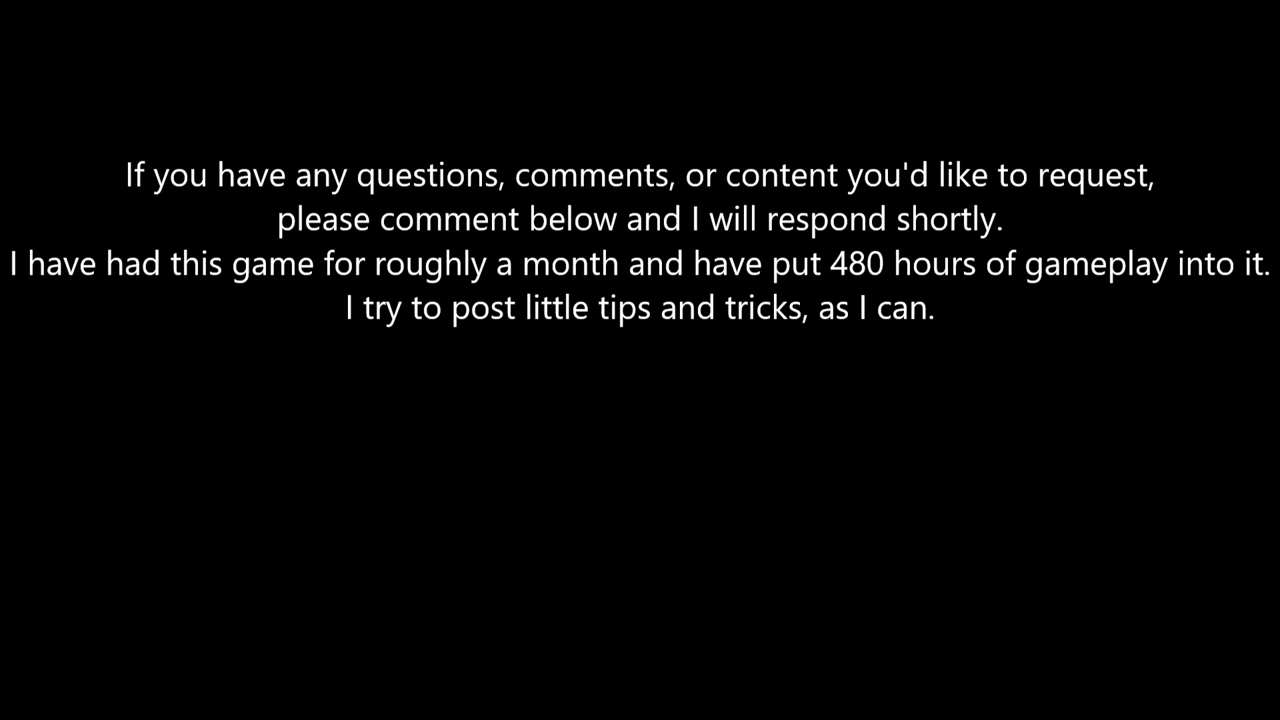 If you have any questions, comments, or content you'd like to request,
please comment below and I will respond shortly.
I have had this game for roughly a month and have put 480 hours of gameplay into it.
I try to post little tips and tricks, as I can.